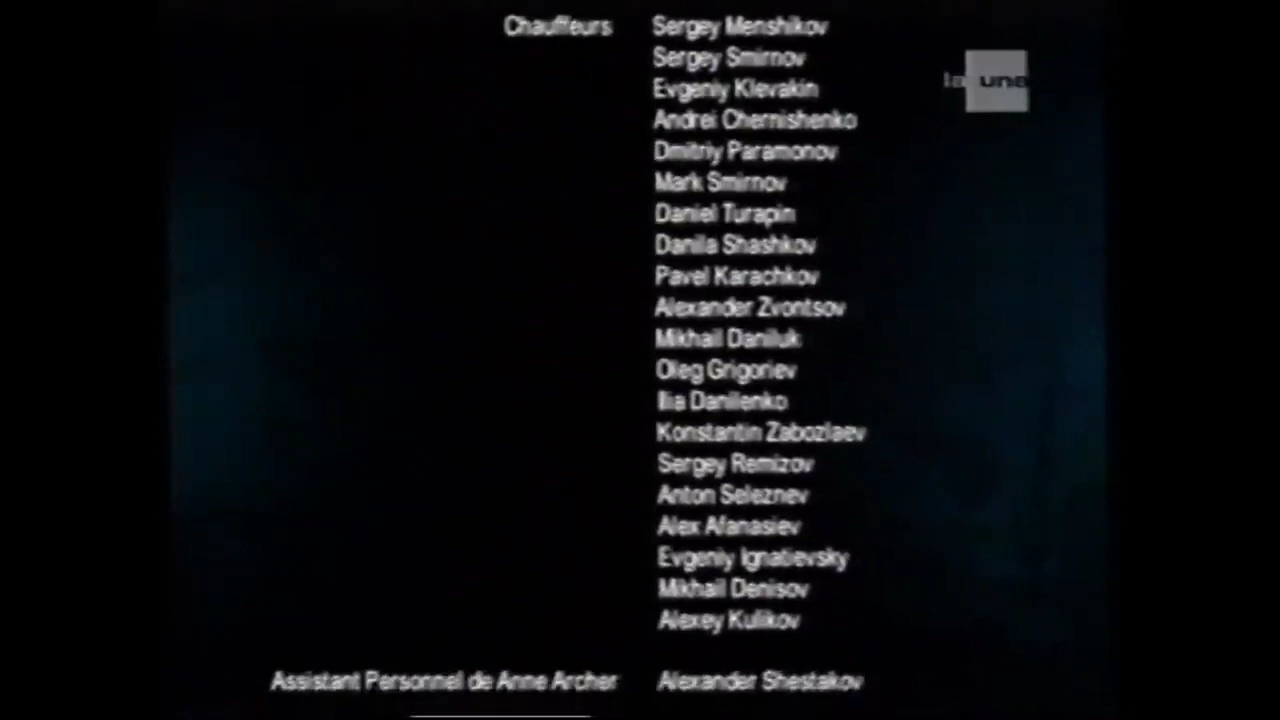 Chauffeurs Sergey Menshikov
Sergey Smirnov
Evgeniy Klevakin
Andrei Chernishenko
Dmitriy Paramonov
Mark Smirnov
Daniel Turapin
Danila Shashkov
Pavel Karachkov
Alexander Zvontsov
Mikhail Daniluk
Oleg Grigoriev
Ilia Danilenko
Konstantin Zabozlaev
Sergey Remizov
Anton Seleznev
Alex Afanasiev
Evgeniy Ignatievsky
Mikhail Denisov
Alexey Kulikov
Assistant Personnel de Anne Archer Alexander Shestakov
la une